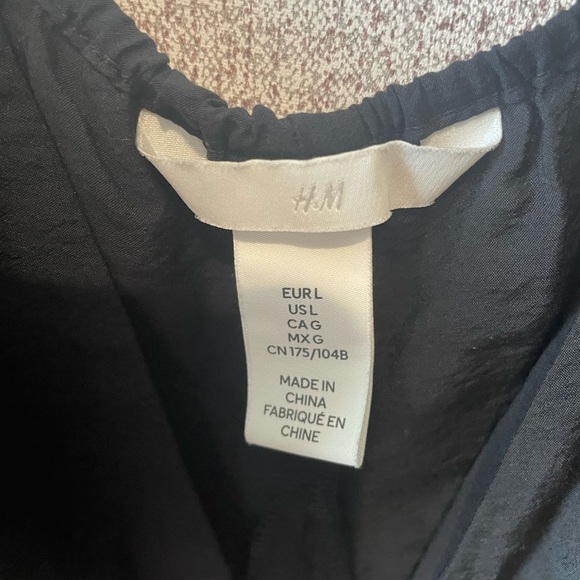 H&M
EUR L
US L
CA G
MX G
CN 175/104B
MADE IN
CHINA
FABRIQUÉ EN
CHINE